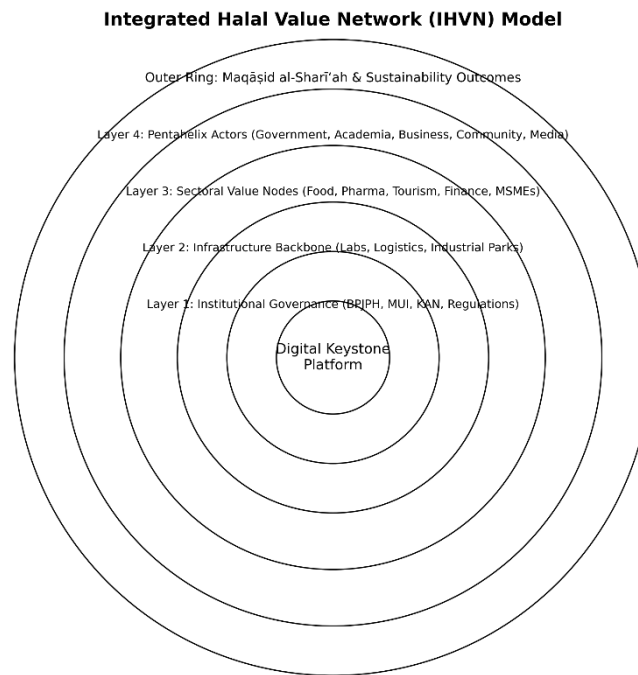 Integrated Halal Value Network (IHVN) Model
Outer Ring: Maqāṣid al-Sharī‘ah & Sustainability Outcomes
Layer 4: Pentahelix Actors (Government, Academia, Business, Community, Media)
Layer 3: Sectoral Value Nodes (Food, Pharma, Tourism, Finance, MSMEs)
Layer 2: Infrastructure Backbone (Labs, Logistics, Industrial Parks)
Layer 1: Institutional Governance (BPJPH, MUI, KAN, Regulations)
Digital Keystone
Platform